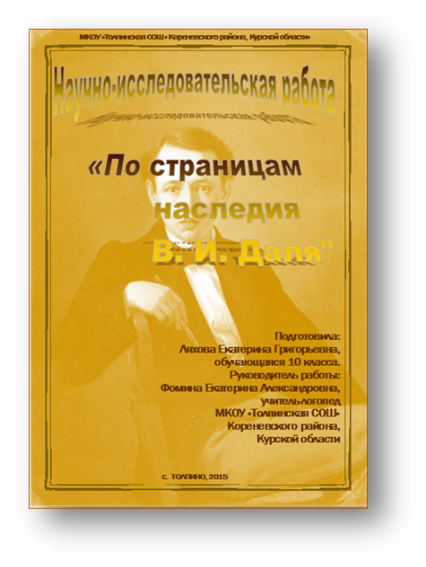 МКОУ «Толпинская СОШ» Кореневского района, Курской области»
Научно-исследовательская работа
«По страницам
наследия
В. И. Даля"
Подготовила:
Ляхова Екатерина Григорьевна,
обучающаяся 10 класса.
Руководитель работы:
Фомина Екатерина Александровна,
учитель-логопед
МКОУ «Толпинская СОШ»
Кореневского района,
Курской области
с. ТОЛПИНО, 2015